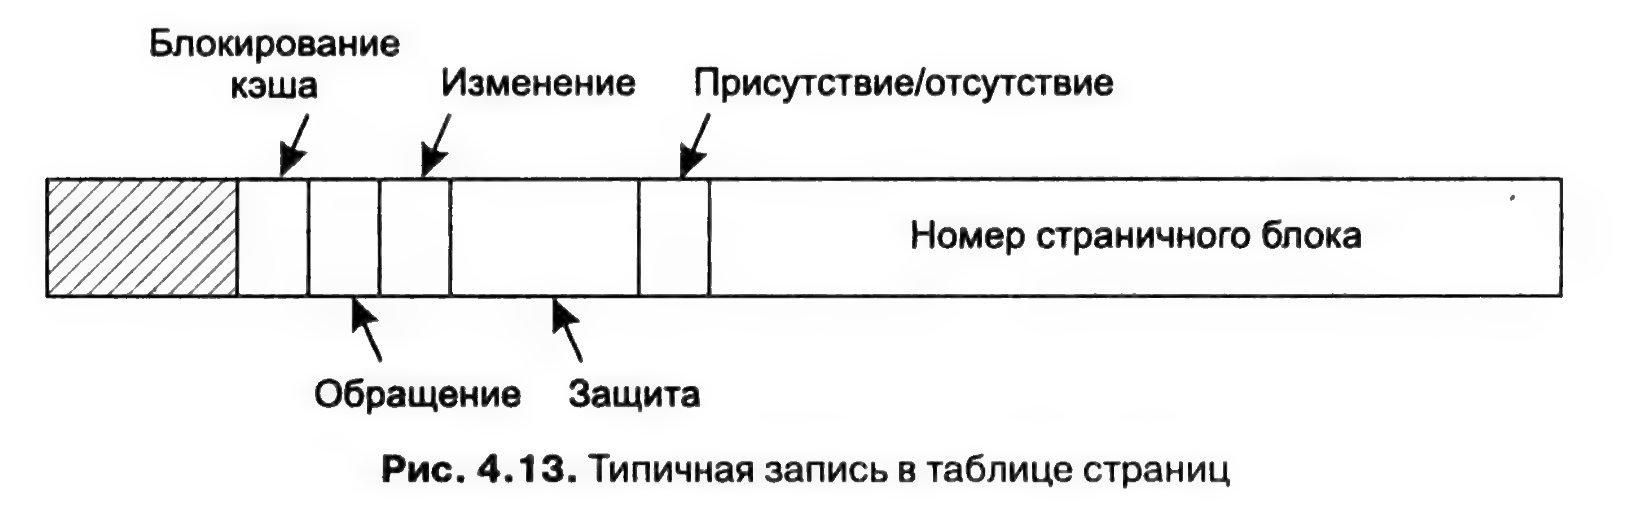 Блокирование
кэша
Изменение
Присутствие/отсутствие
Номер страничного блока
Обращение
Защита
Рис. 4.13. Типичная запись в таблице страниц